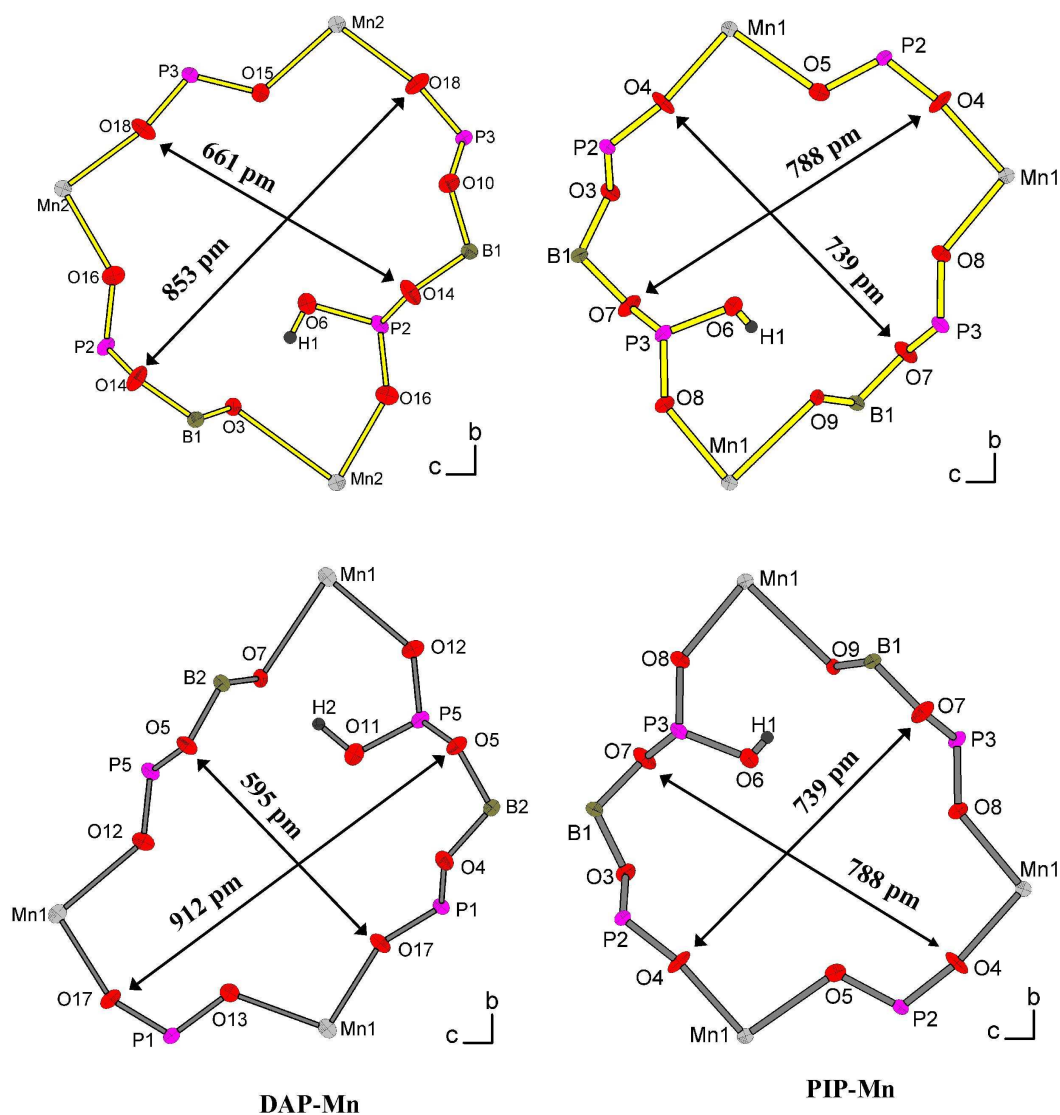 Mn2
P3
O15
O18
O18
P3
661 pm
O10
Mn2
B1
853 pm
O16
O14
O6
P2
H1
P2
O14
O16
B1
O3
Mn2
b
c
Mn1
P2
O5
O4
O4
P2
788 pm
Mn1
O3
B1
O8
739 pm
O7
O6
P3
H1
P3
O7
O8
O9
B1
Mn1
b
c
Mn1
O7
O12
B2
H2
O11
P5
O5
O5
P5
595 pm
B2
O12
O4
912 pm
P1
Mn1
O17
O17
O13
P1
Mn1
b
c
DAP-Mn
Mn1
O9
B1
O8
O7
H1
P3
P3
O7
O6
739 pm
O8
B1
O3
788 pm
Mn1
P2
O4
O4
O5
P2
Mn1
b
c
PIP-Mn